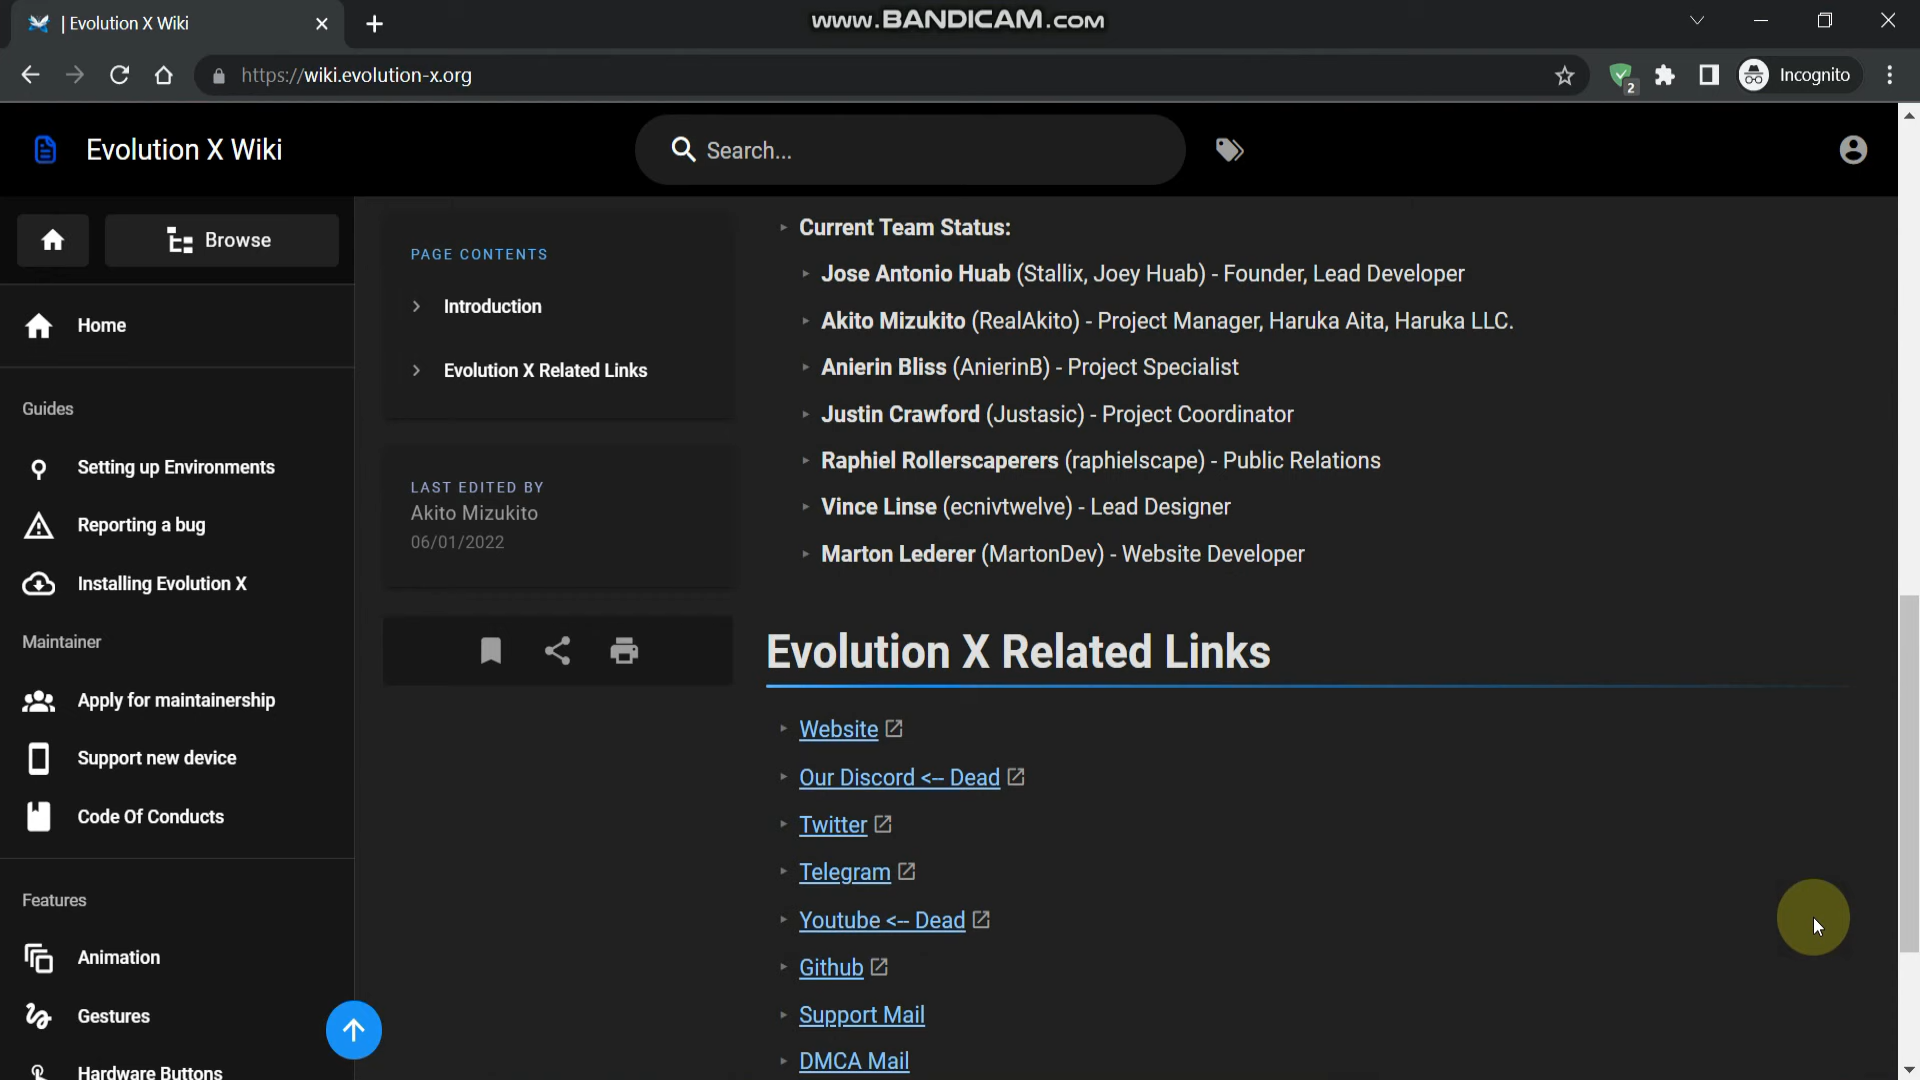 | Evolution X Wiki
www.BANDICAM.com
https://wiki.evolution-x.org
2
Incognito
Evolution X Wiki
Search...
Browse
Home
Guides
Setting up Environments
Reporting a bug
Installing Evolution X
Maintainer
Apply for maintainership
Support new device
Code Of Conducts
Features
Animation
Gestures
Hardware Buttons
PAGE CONTENTS
Introduction
Evolution X Related Links
LAST EDITED BY
Akito Mizukito
06/01/2022
Current Team Status:
Jose Antonio Huab (Stallix, Joey Huab) - Founder, Lead Developer
Akito Mizukito (RealAkito) - Project Manager, Haruka Aita, Haruka LLC.
Anierin Bliss (AnierinB) - Project Specialist
Justin Crawford (Justasic) - Project Coordinator
Raphiel Rollerscaperers (raphielscape) - Public Relations
Vince Linse (ecnivtwelve) - Lead Designer
Marton Lederer (MartonDev) - Website Developer
Evolution X Related Links
Website
Our Discord <-- Dead
Twitter
Telegram
Youtube <-- Dead
Github
Support Mail
DMCA Mail